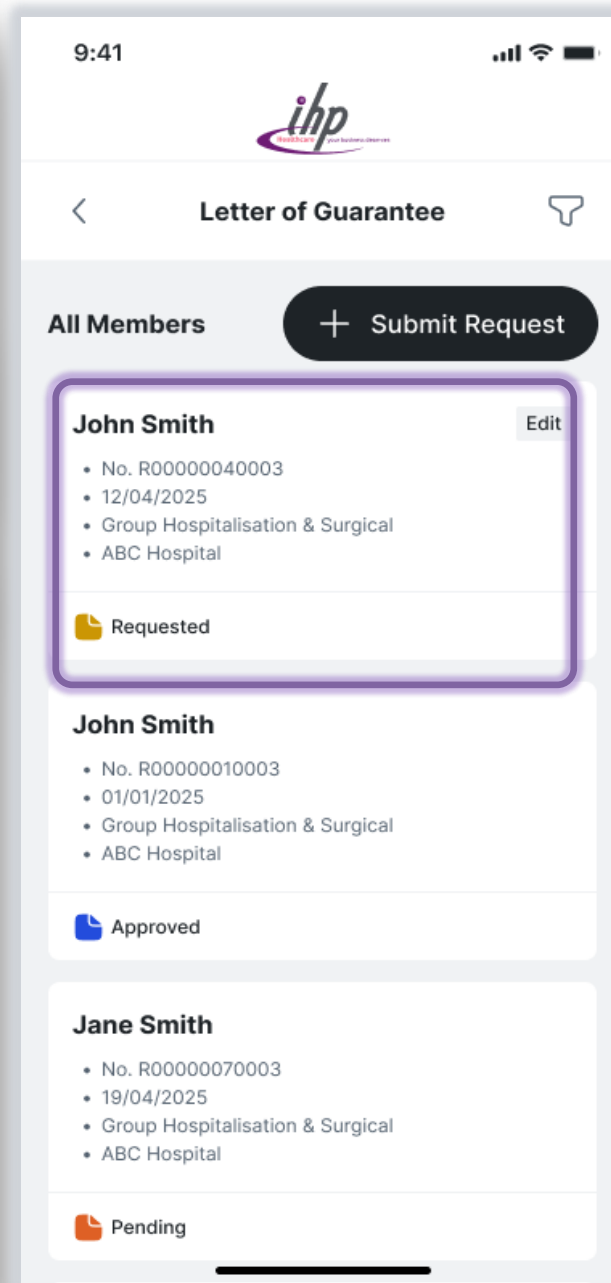 9:41
ihp
Letter of Guarantee
All Members
Submit Request
John Smith
Edit
• No. R00000040003
• 12/04/2025
• Group Hospitalisation & Surgical
• ABC Hospital
Requested
John Smith
• No. R00000010003
• 01/01/2025
• Group Hospitalisation & Surgical
• ABC Hospital
Approved
Jane Smith
• No. R00000070003
• 19/04/2025
• Group Hospitalisation & Surgical
• ABC Hospital
Pending